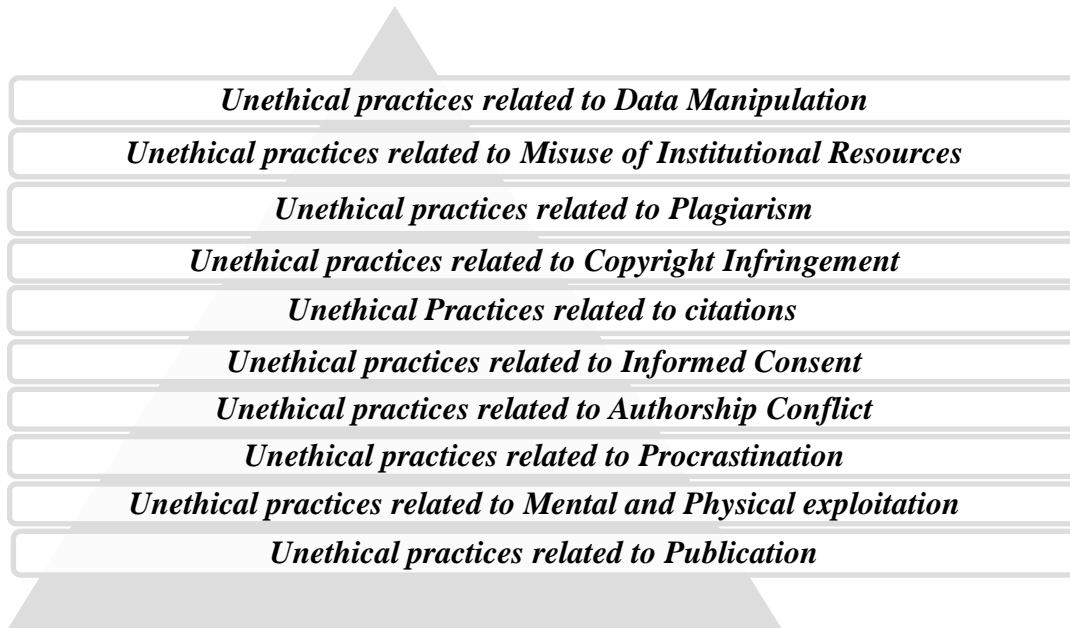 Unethical practices related to Data Manipulation
Unethical practices related to Misuse of Institutional Resources
Unethical practices related to Plagiarism
Unethical practices related to Copyright Infringement
Unethical Practices related to citations
Unethical practices related to Informed Consent
Unethical practices related to Authorship Conflict
Unethical practices related to Procrastination
Unethical practices related to Mental and Physical exploitation
Unethical practices related to Publication